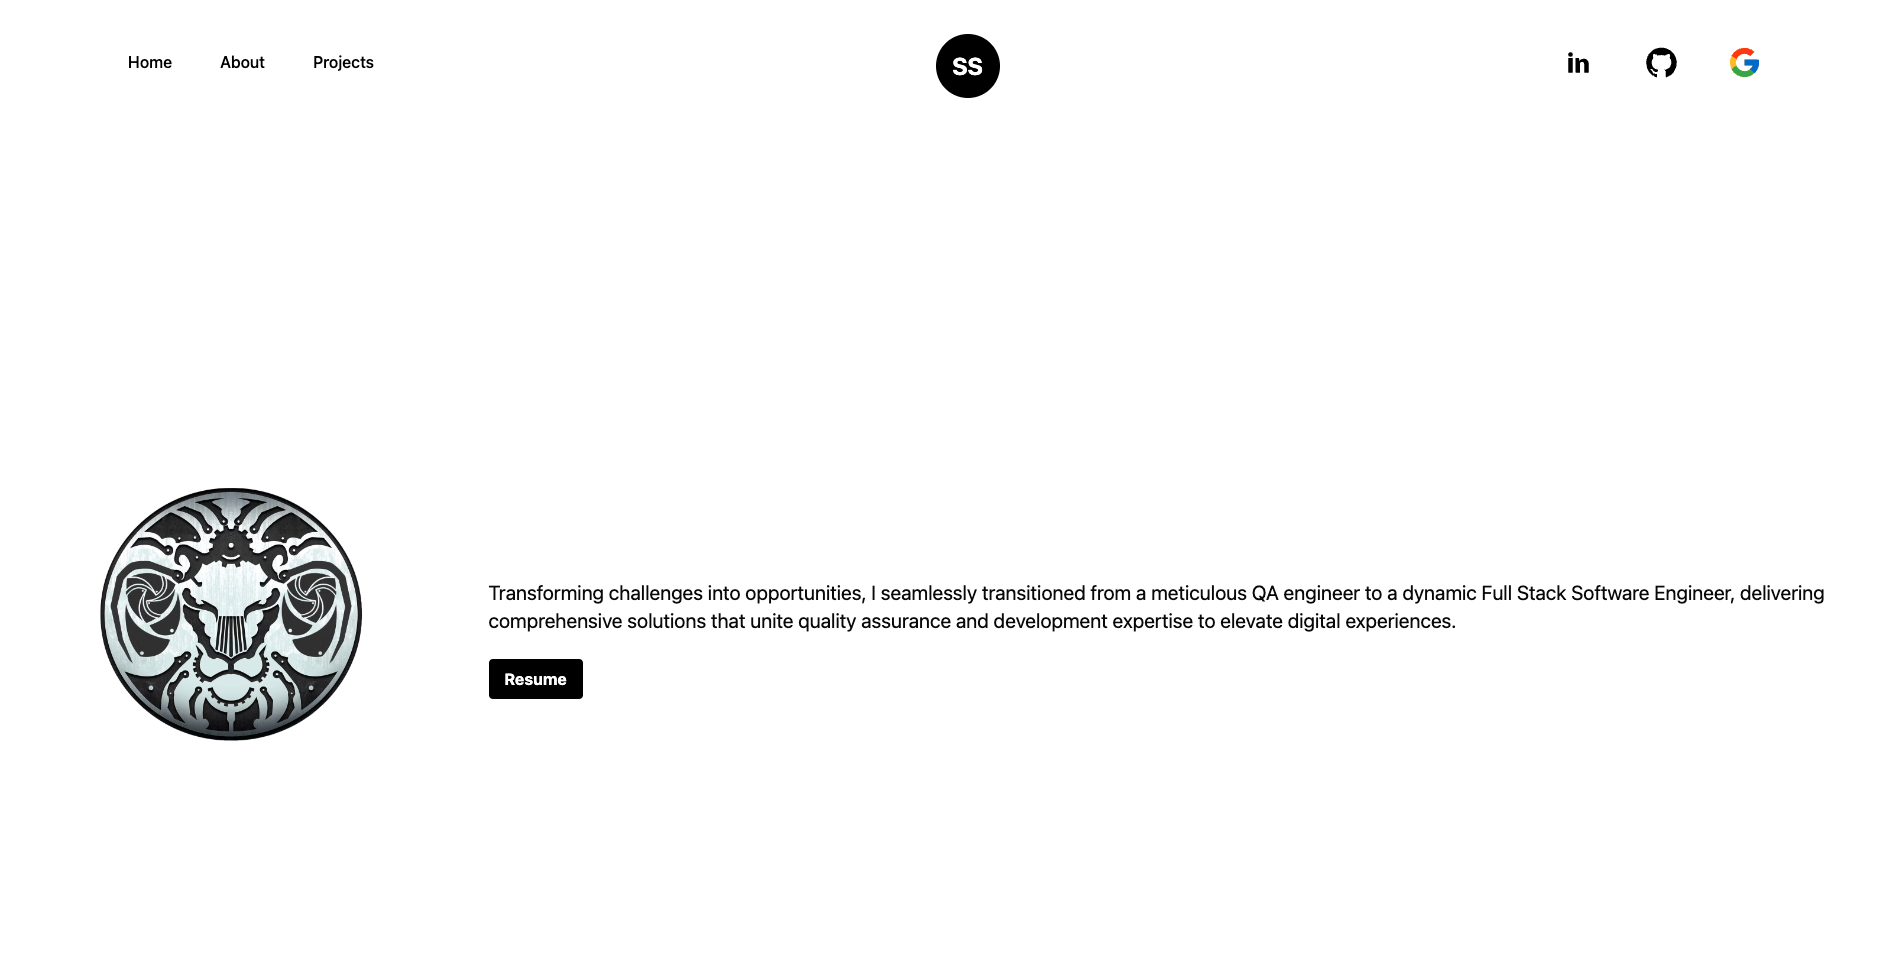 Home About Projects SS in
Transforming challenges into opportunities, I seamlessly transitioned from a meticulous QA engineer to a dynamic Full Stack Software Engineer, delivering
comprehensive solutions that unite quality assurance and development expertise to elevate digital experiences.
Resume